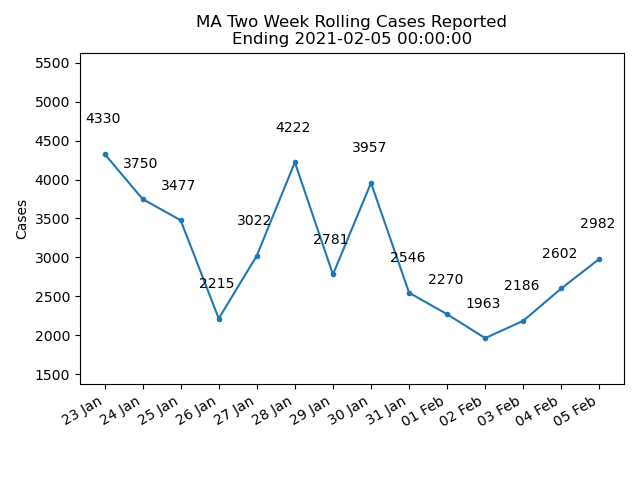 MA Two Week Rolling Cases Reported
Ending 2021-02-05 00:00:00
5500
5000
4500
4000
3500
3000
2500
2000
1500
Cases
4330
3750
3477
2215
3022
4222
2781
3957
2546
2270
1963
2186
2602
2982
23 Jan
24 Jan
25 Jan
26 Jan
27 Jan
28 Jan
29 Jan
30 Jan
31 Jan
01 Feb
02 Feb
03 Feb
04 Feb
05 Feb